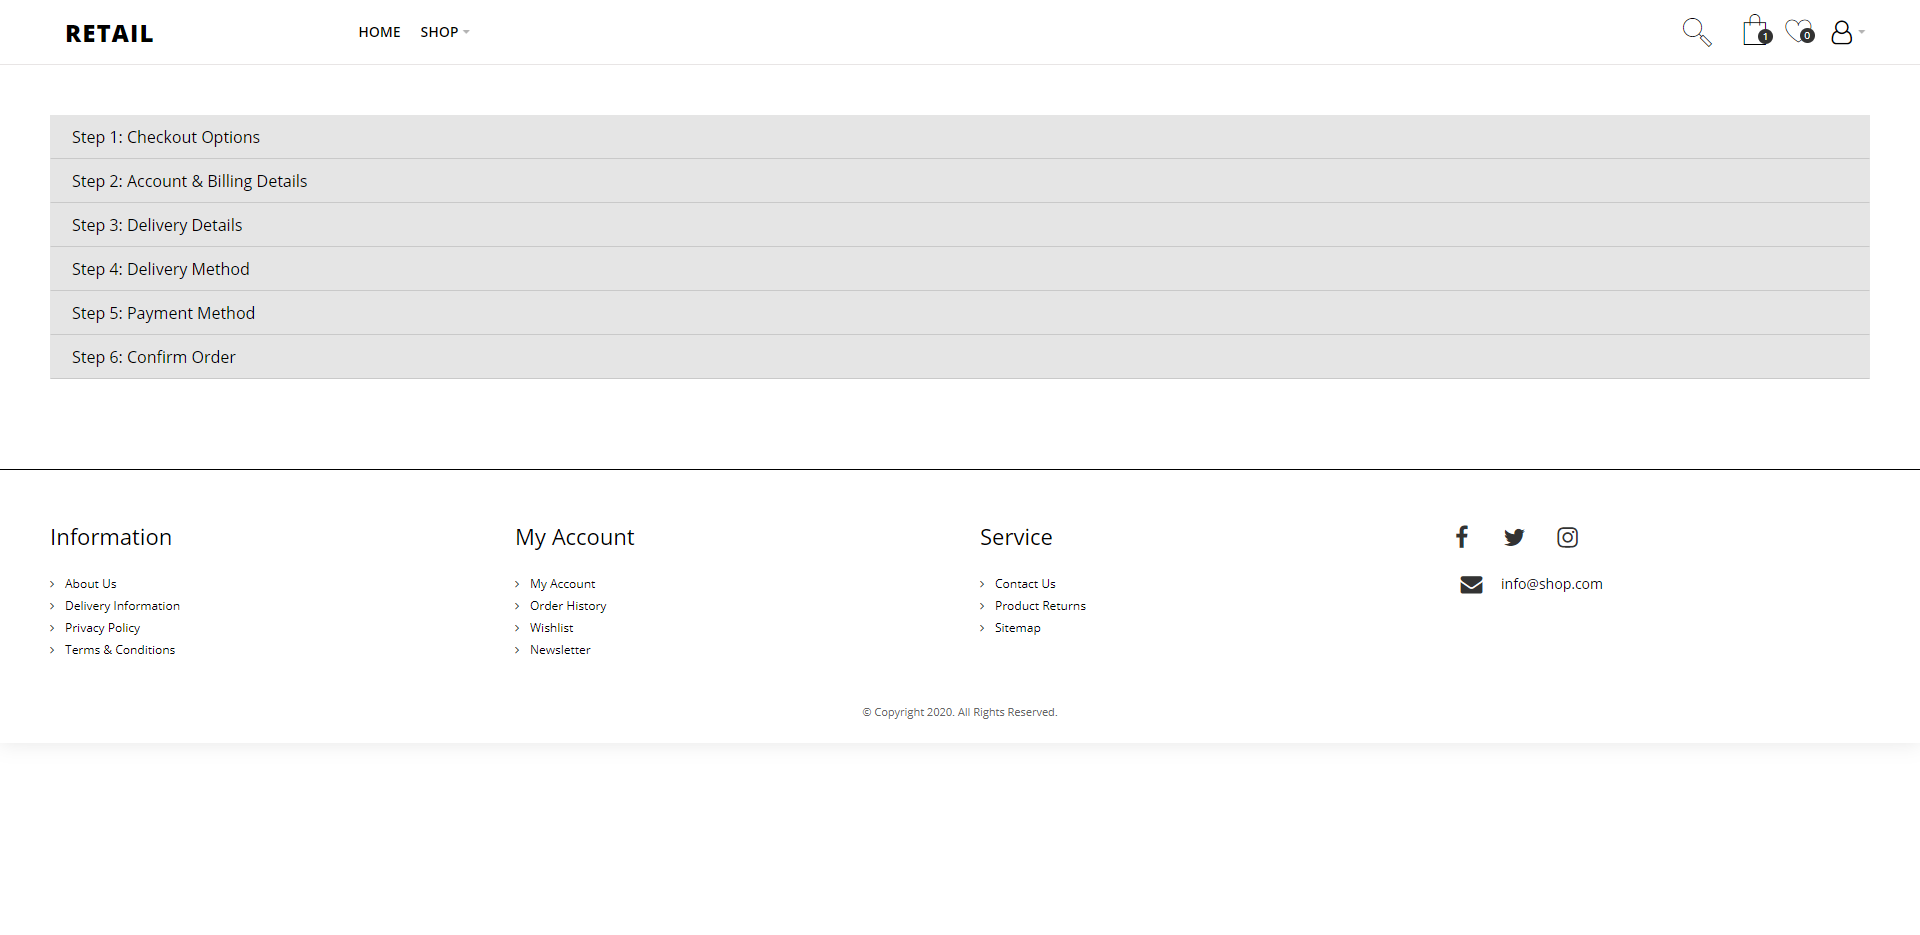 RETAIL
HOME SHOP
1
0
Step 1: Checkout Options
Step 2: Account & Billing Details
Step 3: Delivery Details
Step 4: Delivery Method
Step 5: Payment Method
Step 6: Confirm Order
Information
About Us
Delivery Information
Privacy Policy
Terms & Conditions
My Account
My Account
Order History
Wishlist
Newsletter
Service
Contact Us
Product Returns
Sitemap
info@shop.com
© Copyright 2020. All Rights Reserved.